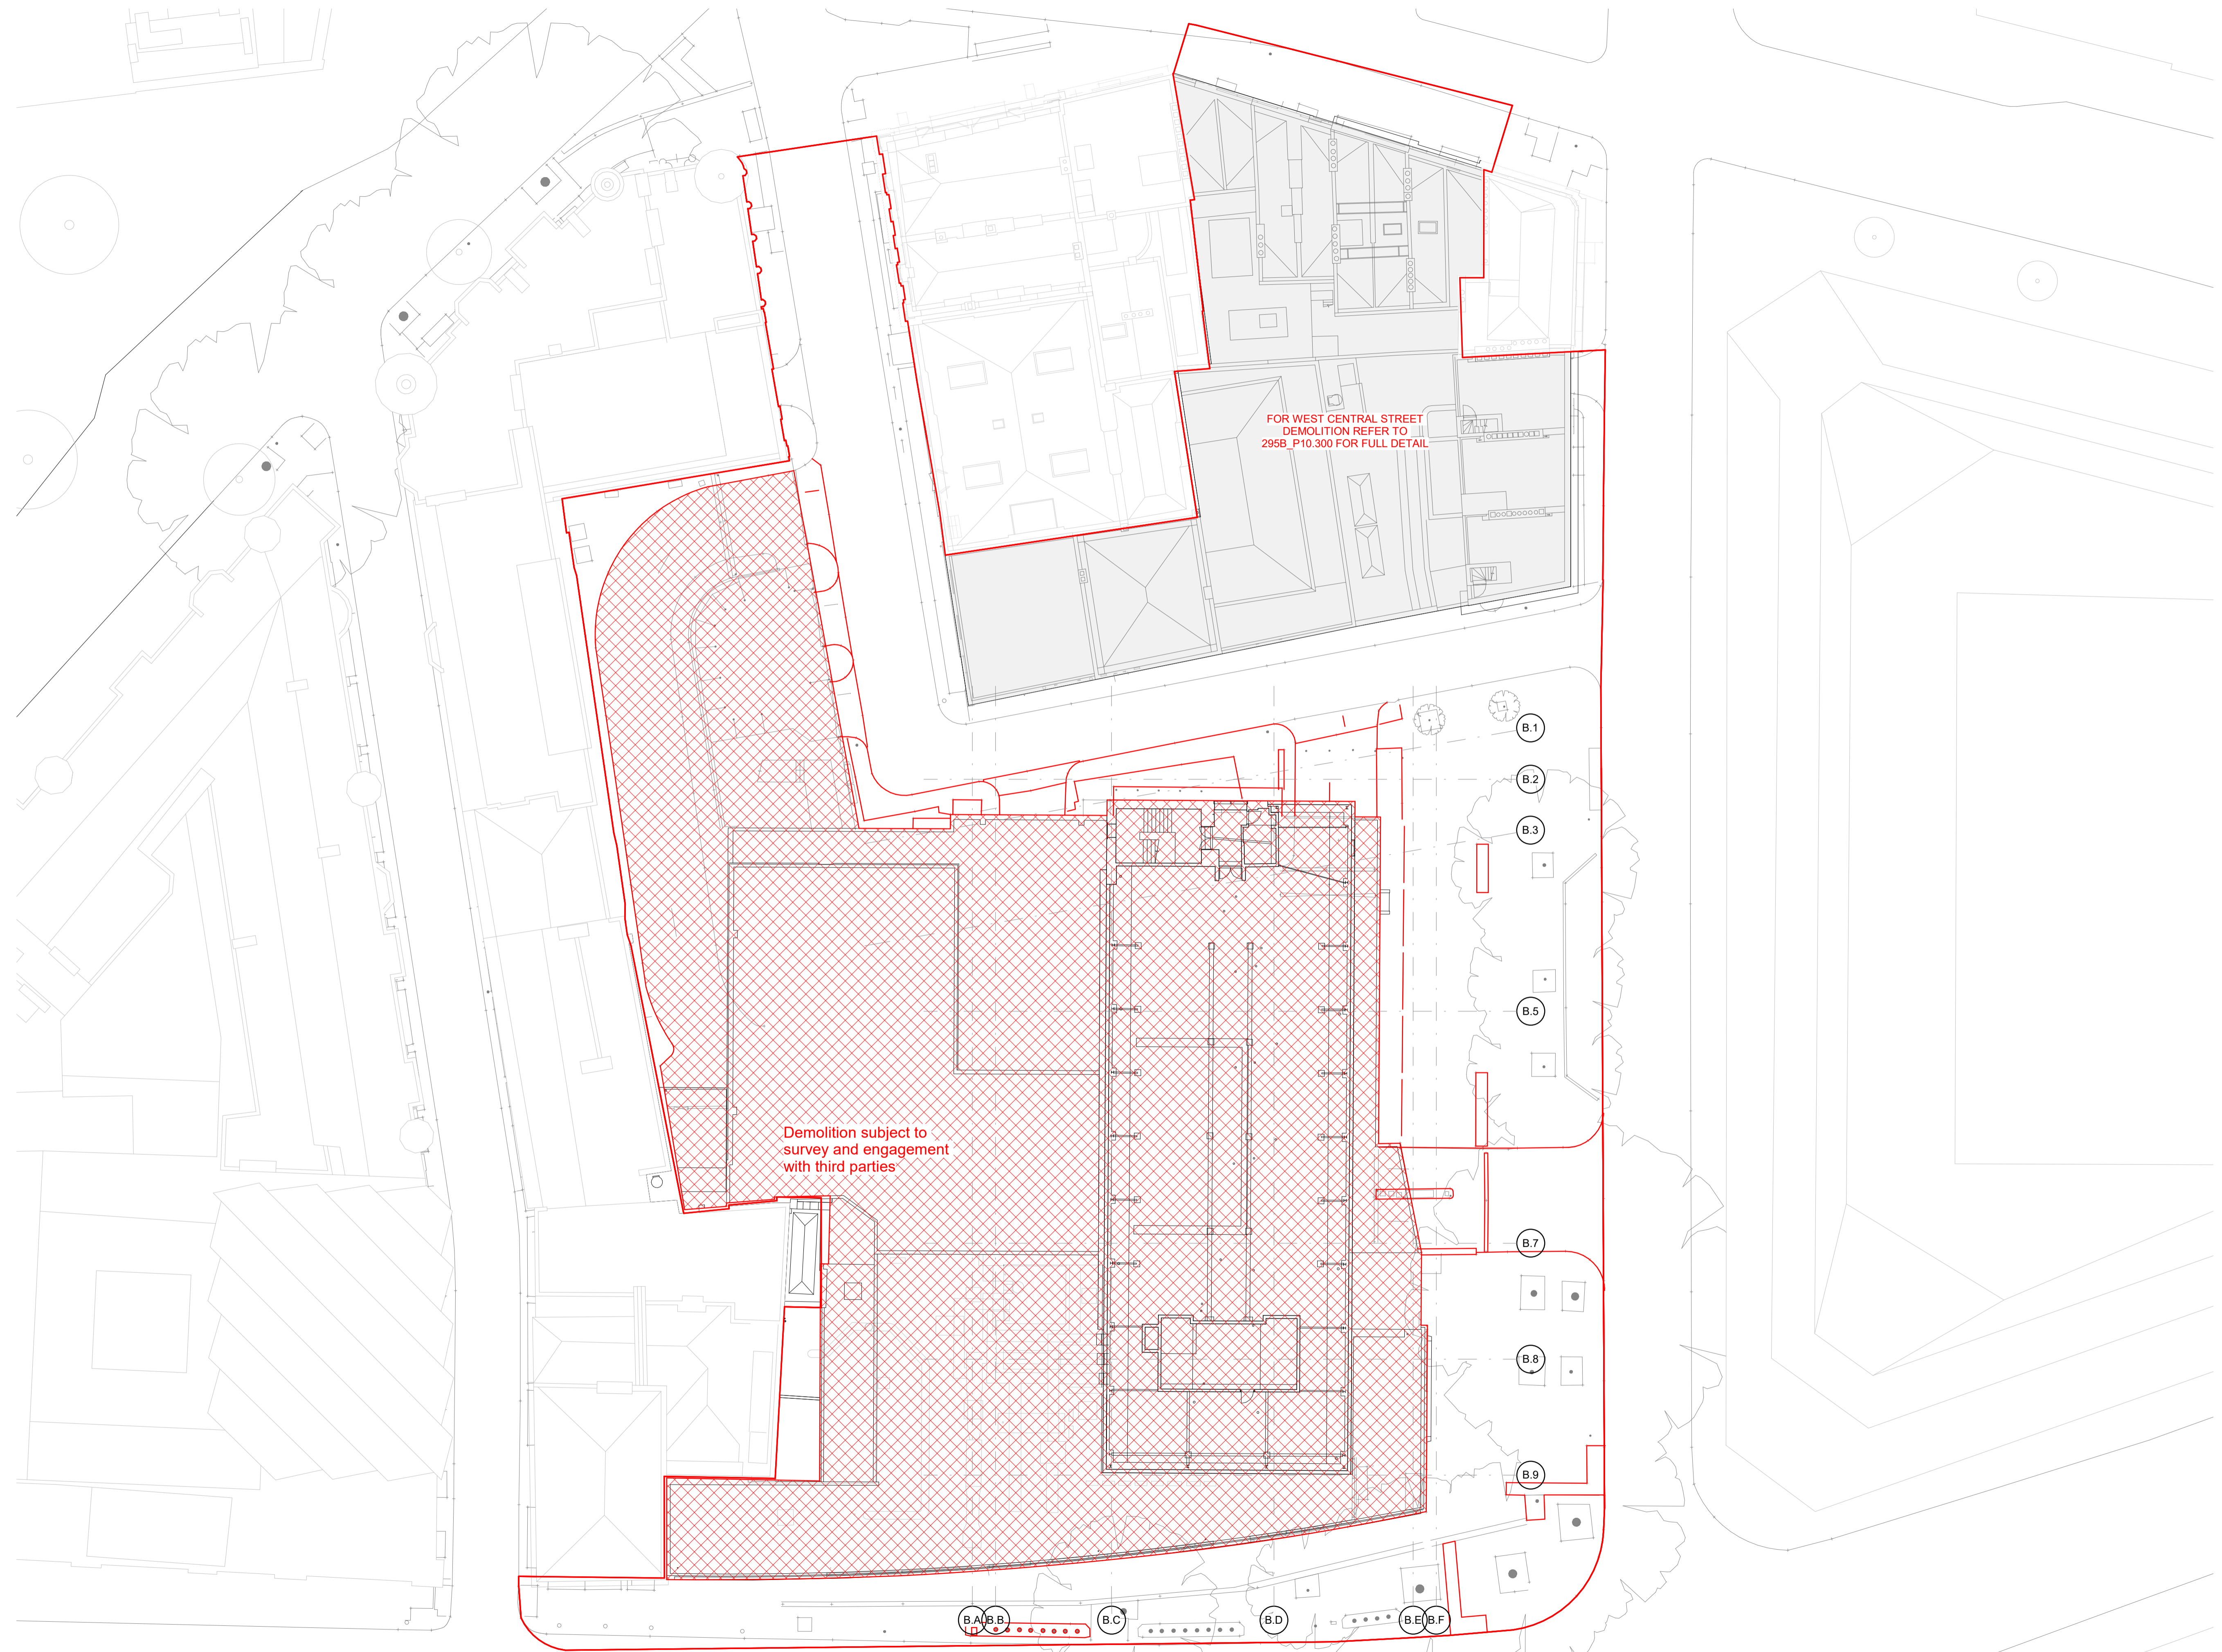 FOR WEST CENTRAL STREET
DEMOLITION REFER TO
295B_P10.300 FOR FULL DETAIL
B.1
B.2
B.3
B.5
Demolition subject to
survey and engagement
with third parties
B.7
B.8
B.9
B.A B.B B.C B.D B.E B.F